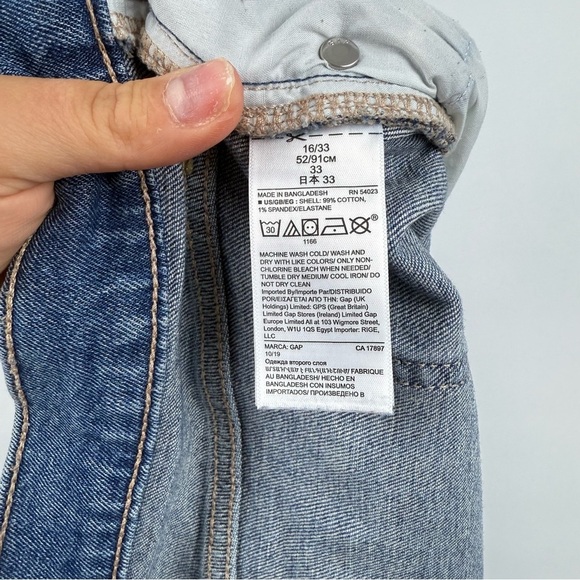 16/33
52/91CM
33
日本 33
MADE IN BANGLADESH RN 54023
■ US/GB/EG : SHELL: 99% COTTON,
1% SPANDEX/ELASTANE
30
1166
MACHINE WASH COLD/ WASH AND
DRY WITH LIKE COLORS/ ONLY NON-
CHLORINE BLEACH WHEN NEEDED/
TUMBLE DRY MEDIUM/ COOL IRON/ DO
NOT DRY CLEAN
Imported By/Importe Par/DISTRIBUIDO
POR/ΕΙΣΑΓΕΤΑΙ ΑΠΟ ΤΗΝ: Gap (UK
Holdings) Limited: GPS (Great Britain)
Limited Gap Stores (Ireland) Limited Gap
Europe Limited All at 103 Wigmore Street,
London, W1U 1QS Egypt Importer: RIGE,
LLC
MARCA: GAP CA 17897
10/19
Одежда второго слоя
AU BANGLADESH/ HECHO EN
BANGLADESH CON INSUMOS
IMPORTADOS/ ПРОИЗВЕДЕНО В